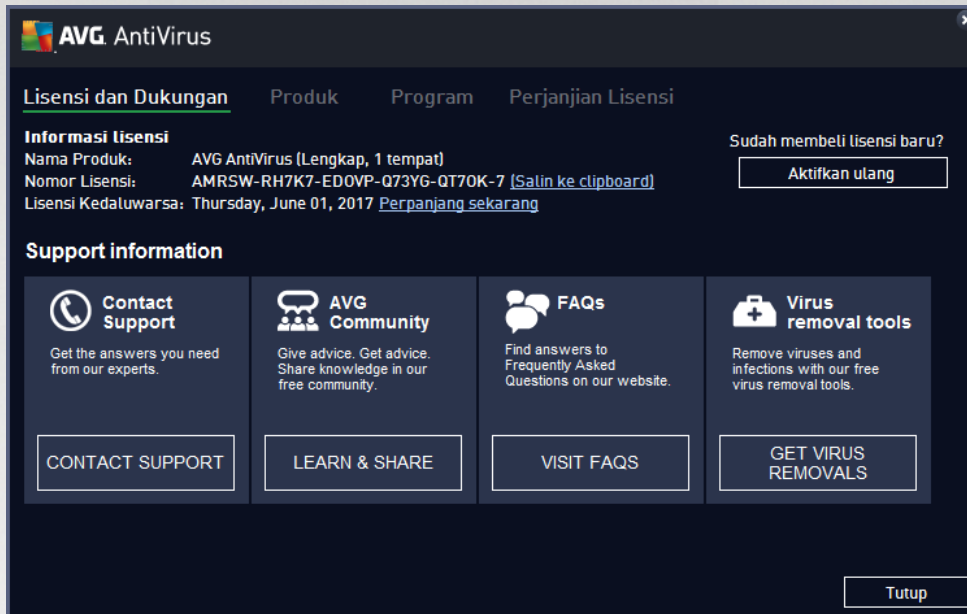 AVG AntiVirus
Lisensi dan Dukungan Produk Program Perjanjian Lisensi
Informasi lisensi
Nama Produk: AVG AntiVirus (Lengkap, 1 tempat)
Nomor Lisensi: AMRSW-RH7K7-EDOVP-Q73YG-QT7OK-7 (Salin ke clipboard)
Lisensi Kedaluwarsa: Thursday, June 01, 2017 Perpanjang sekarang
Sudah membeli lisensi baru?
Aktifkan ulang
Support information
Contact
Support
Get the answers you need
from our experts.
CONTACT SUPPORT
AVG
Community
Give advice. Get advice.
Share knowledge in our
free community.
LEARN & SHARE
FAQs
Find answers to
Frequently Asked
Questions on our website.
VISIT FAQS
Virus
removal tools
Remove viruses and
infections with our free
virus removal tools.
GET VIRUS
REMOVALS
Tutup